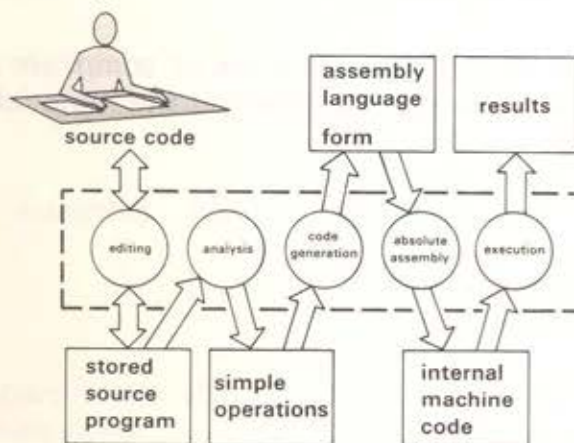 source code
assembly
language
form
results
editing
analysis
code
generation
absolute
assembly
execution
stored
source
program
simple
operations
internal
machine
code